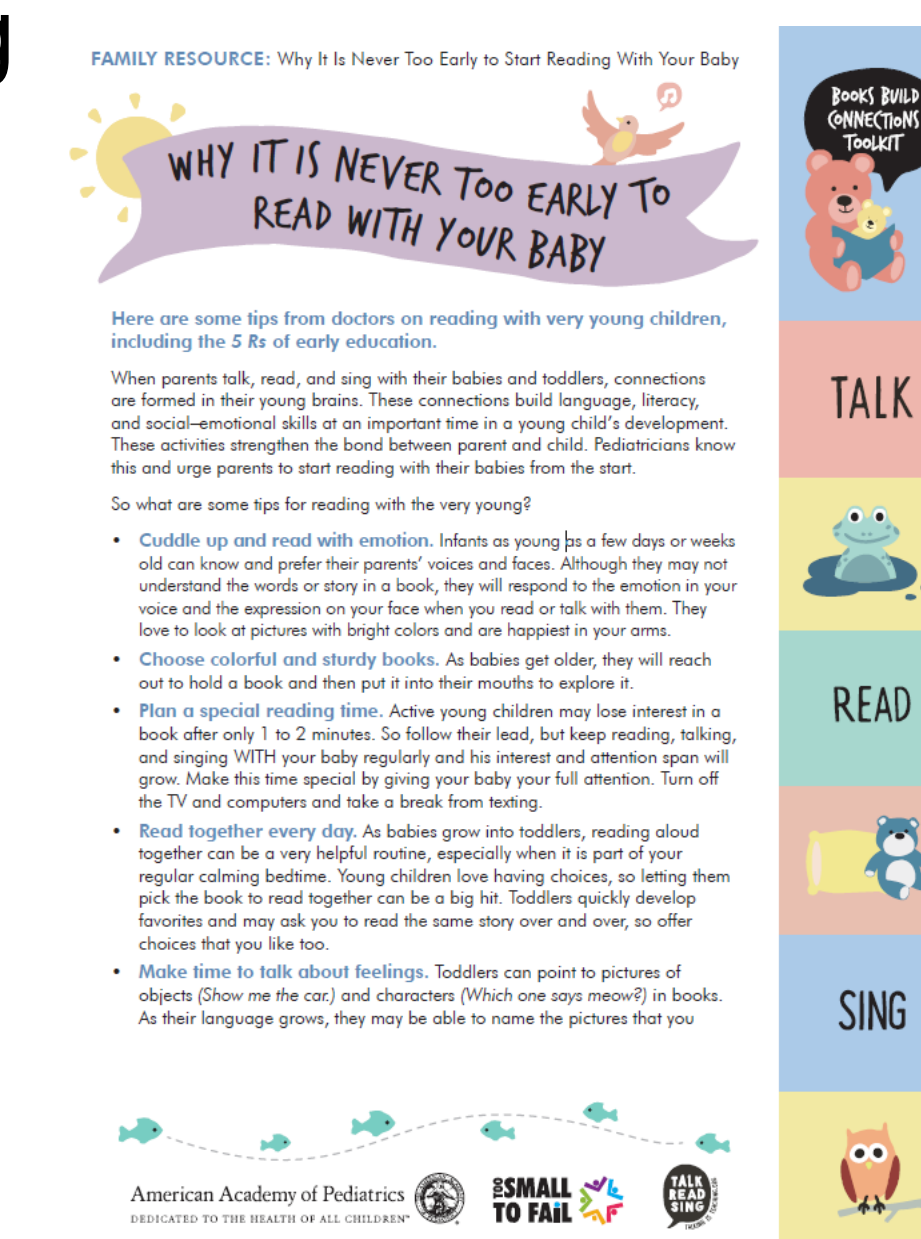 FAMILY RESOURCE: Why It Is Never Too Early to Start Reading With Your Baby
WHY IT IS NEVER TOO EARLY TO
READ WITH YOUR BABY
Here are some tips from doctors on reading with very young children,
including the 5 Rs of early education.
When parents talk, read, and sing with their babies and toddlers, connections
are formed in their young brains. These connections build language, literacy,
and social–emotional skills at an important time in a young child’s development.
These activities strengthen the bond between parent and child. Pediatricians know
this and urge parents to start reading with their babies from the start.
So what are some tips for reading with the very young?
• Cuddle up and read with emotion. Infants as young as a few days or weeks
old can know and prefer their parents’ voices and faces. Although they may not
understand the words or story in a book, they will respond to the emotion in your
voice and the expression on your face when you read or talk with them. They
love to look at pictures with bright colors and are happiest in your arms.
• Choose colorful and sturdy books. As babies get older, they will reach
out to hold a book and then put it into their mouths to explore it.
• Plan a special reading time. Active young children may lose interest in a
book after only 1 to 2 minutes. So follow their lead, but keep reading, talking,
and singing WITH your baby regularly and his interest and attention span will
grow. Make this time special by giving your baby your full attention. Turn off
the TV and computers and take a break from texting.
• Read together every day. As babies grow into toddlers, reading aloud
together can be a very helpful routine, especially when it is part of your
regular calming bedtime. Young children love having choices, so letting them
pick the book to read together can be a big hit. Toddlers quickly develop
favorites and may ask you to read the same story over and over, so offer
choices that you like too.
• Make time to talk about feelings. Toddlers can point to pictures of
objects (Show me the car.) and characters (Which one says meow?) in books.
As their language grows, they may be able to name the pictures that you
American Academy of Pediatrics
DEDICATED TO THE HEALTH OF ALL CHILDREN™
TOO SMALL
TO FAIL
TALK
READ
SING
TALKING IS TEACHING.ORG
BOOKS BUILD
CONNECTIONS
TOOLKIT
TALK
READ
SING